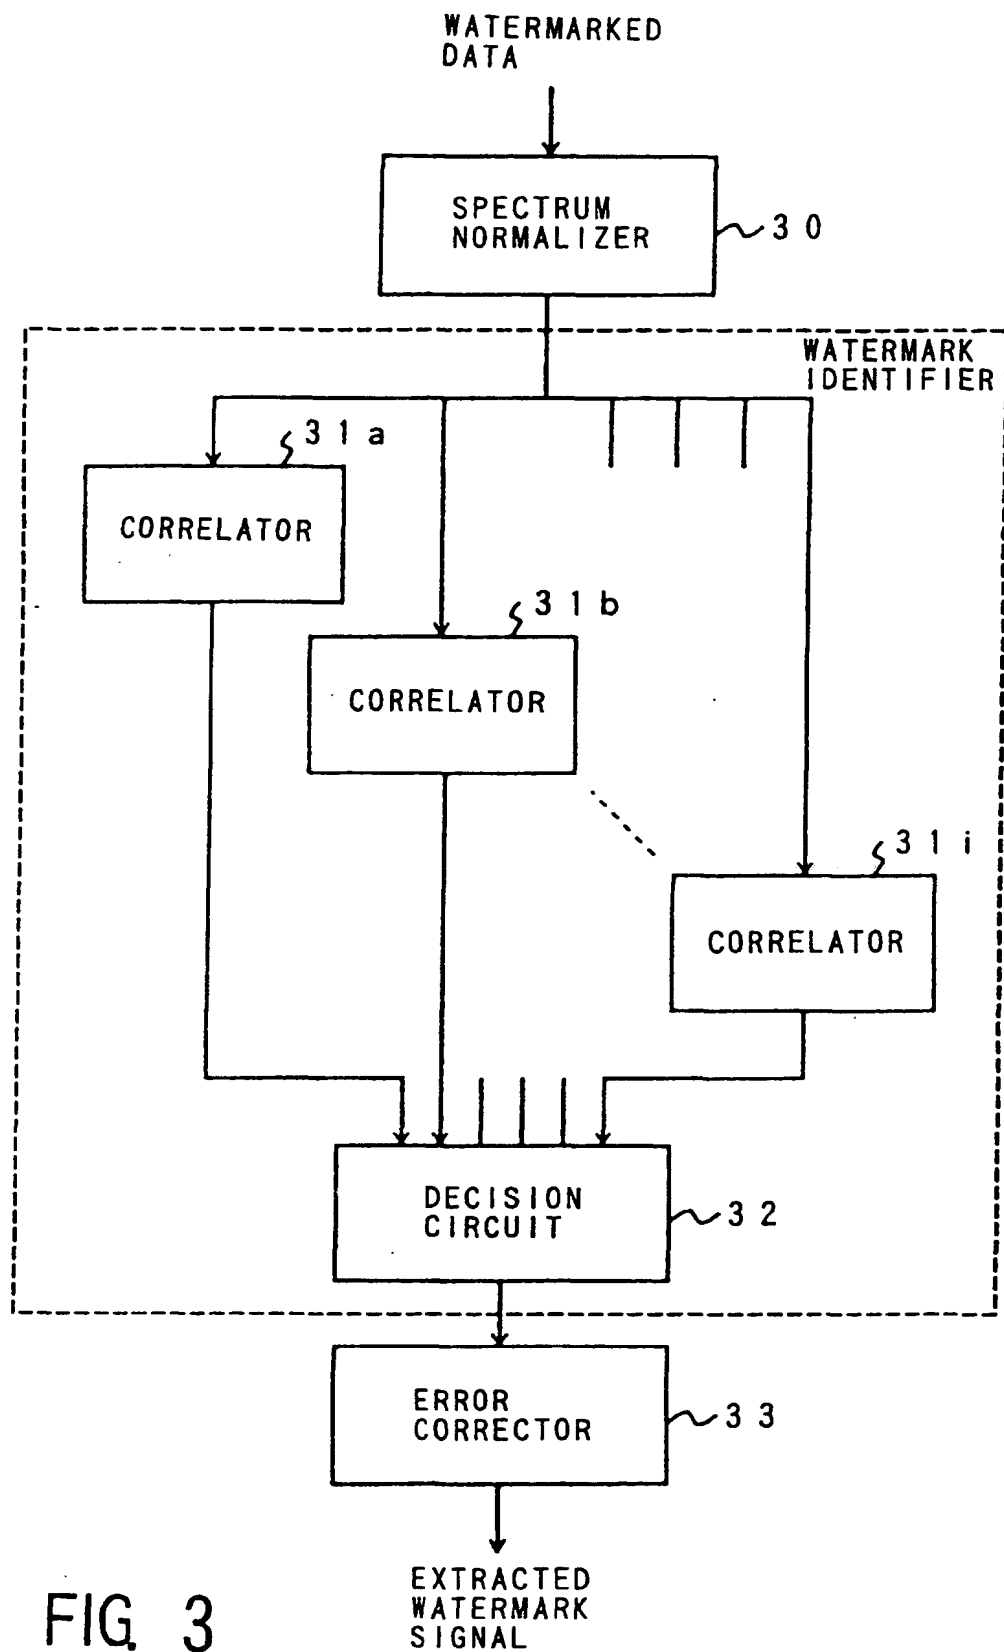 WATERMARKED
DATA
SPECTRUM
NORMALIZER
30
WATERMARK
IDENTIFIER
31a
CORRELATOR
31b
CORRELATOR
31i
CORRELATOR
DECISION
CIRCUIT
32
ERROR
CORRECTOR
33
EXTRACTED
WATERMARK
SIGNAL
FIG. 3